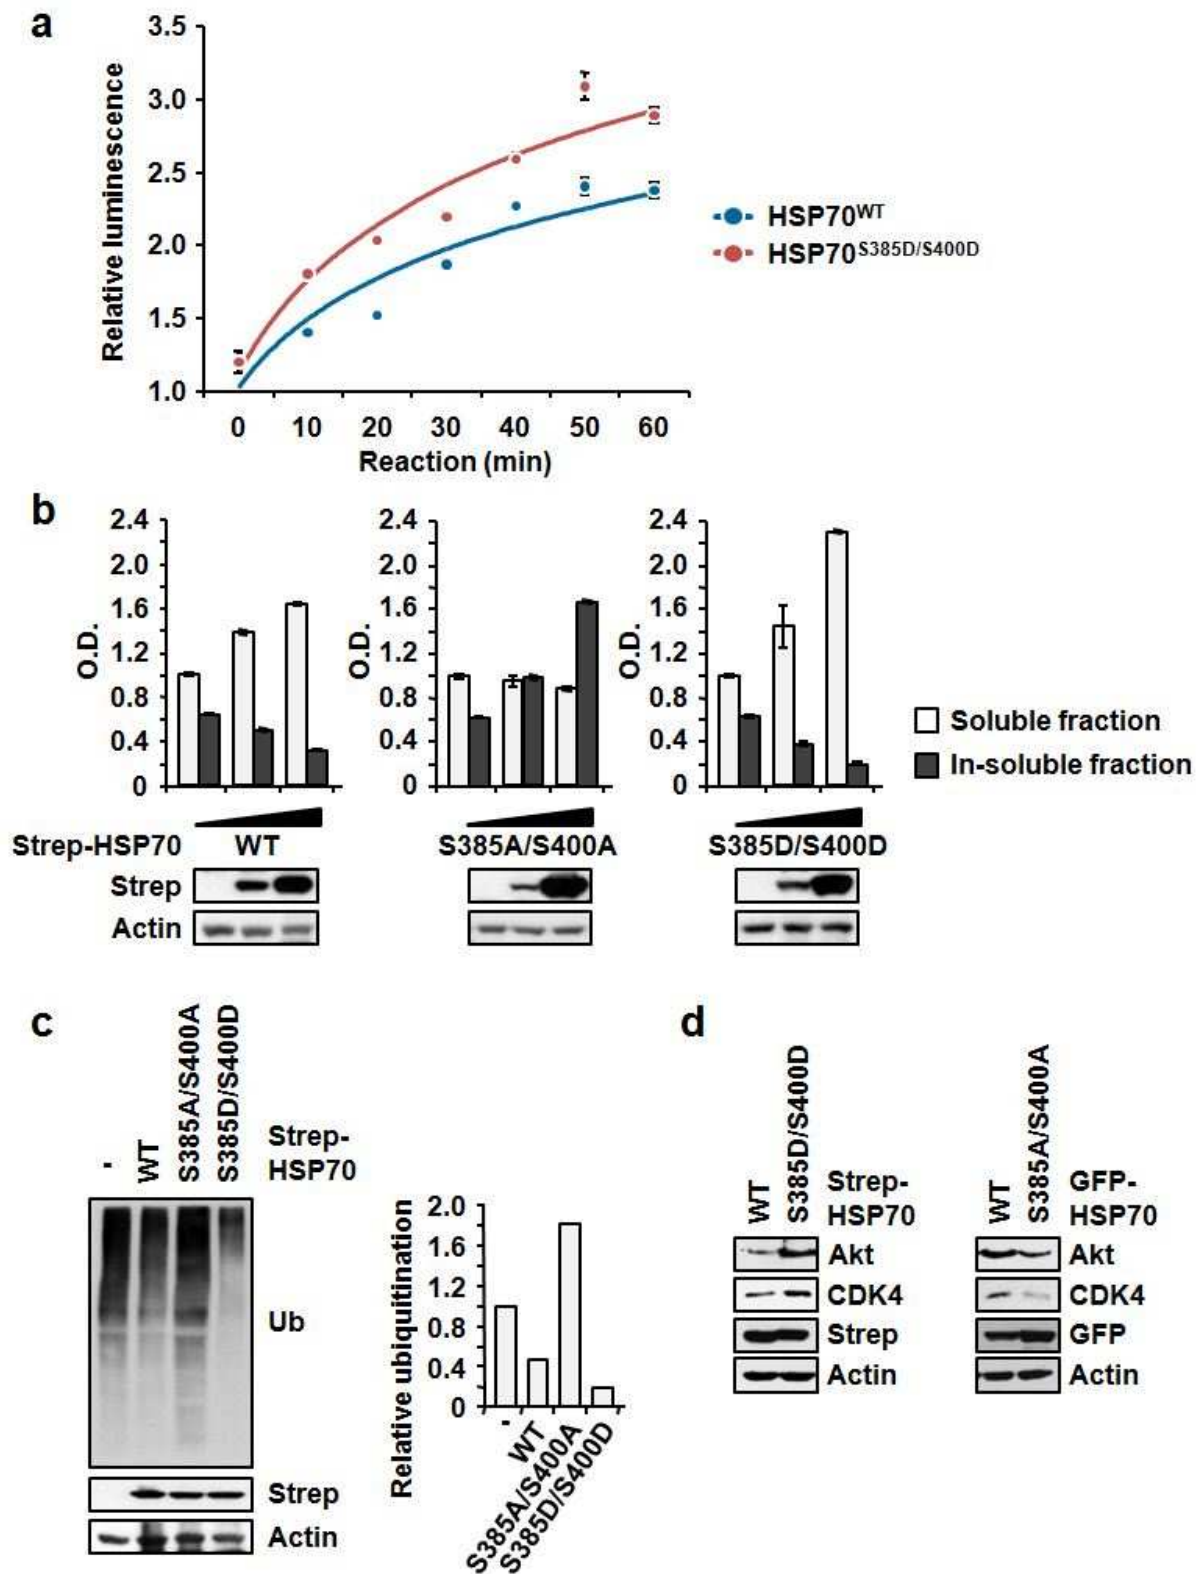 a
3.5
3.0
2.5
2.0
1.5
1.0
Relative luminescence
0 10 20 30 40 50 60
Reaction (min)
HSP70WT
HSP70S385D/S400D
b
2.4
2.0
1.6
1.2
0.8
0.4
0
O.D.
2.4
2.0
1.6
1.2
0.8
0.4
0
O.D.
2.4
2.0
1.6
1.2
0.8
0.4
0
O.D.
Soluble fraction
In-soluble fraction
Strep-HSP70 WT S385A/S400A S385D/S400D
Strep
Actin
c
-
WT
S385A/S400A
S385D/S400D
Strep-
HSP70
Ub
Strep
Actin
2.0
1.6
1.2
0.8
0.4
0
Relative ubiquitination
-
WT
S385A/S400A
S385D/S400D
d
WT
S385D/S400D
Strep-
HSP70
Akt
CDK4
Strep
Actin
WT
S385A/S400A
GFP-
HSP70
Akt
CDK4
GFP
Actin